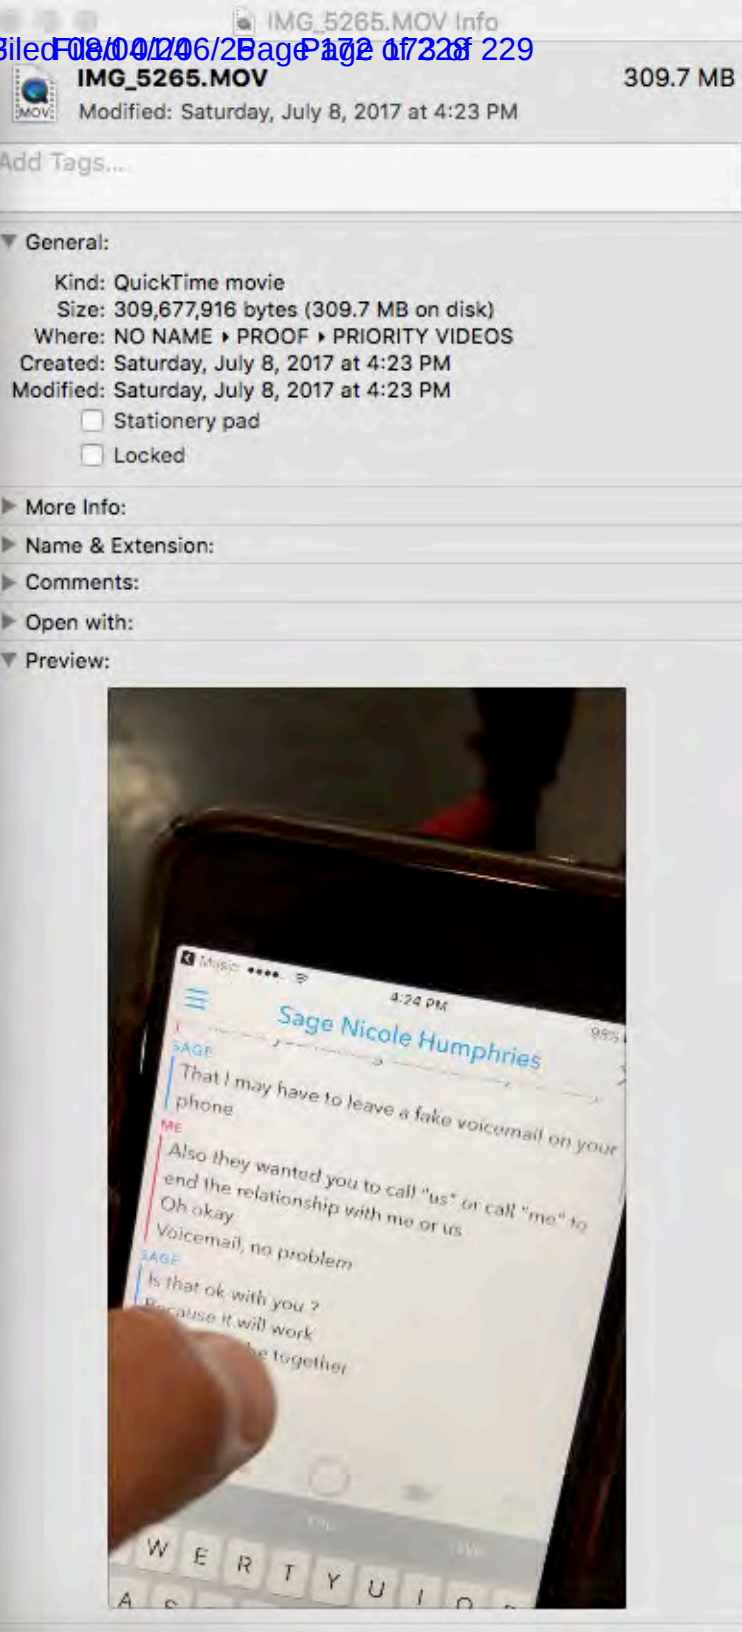 IMG_5265.MOV Info
IMG_5265.MOV 309.7 MB
MOV
Modified: Saturday, July 8, 2017 at 4:23 PM
Add Tags...
General:
Kind: QuickTime movie
Size: 309,677,916 bytes (309.7 MB on disk)
Where: NO NAME ▸ PROOF ▸ PRIORITY VIDEOS
Created: Saturday, July 8, 2017 at 4:23 PM
Modified: Saturday, July 8, 2017 at 4:23 PM
Stationery pad
Locked
More Info:
Name & Extension:
Comments:
Open with:
Preview:
Music
4:24 PM
98%
Sage Nicole Humphries
SAGE
That I may have to leave a fake voicemail on your
phone
ME
Also they wanted you to call "us" or call "me" to
end the relationship with me or us
Oh okay
Voicemail, no problem
SAGE
Is that ok with you ?
Because it will work
be together
W E R T Y U I O
A S